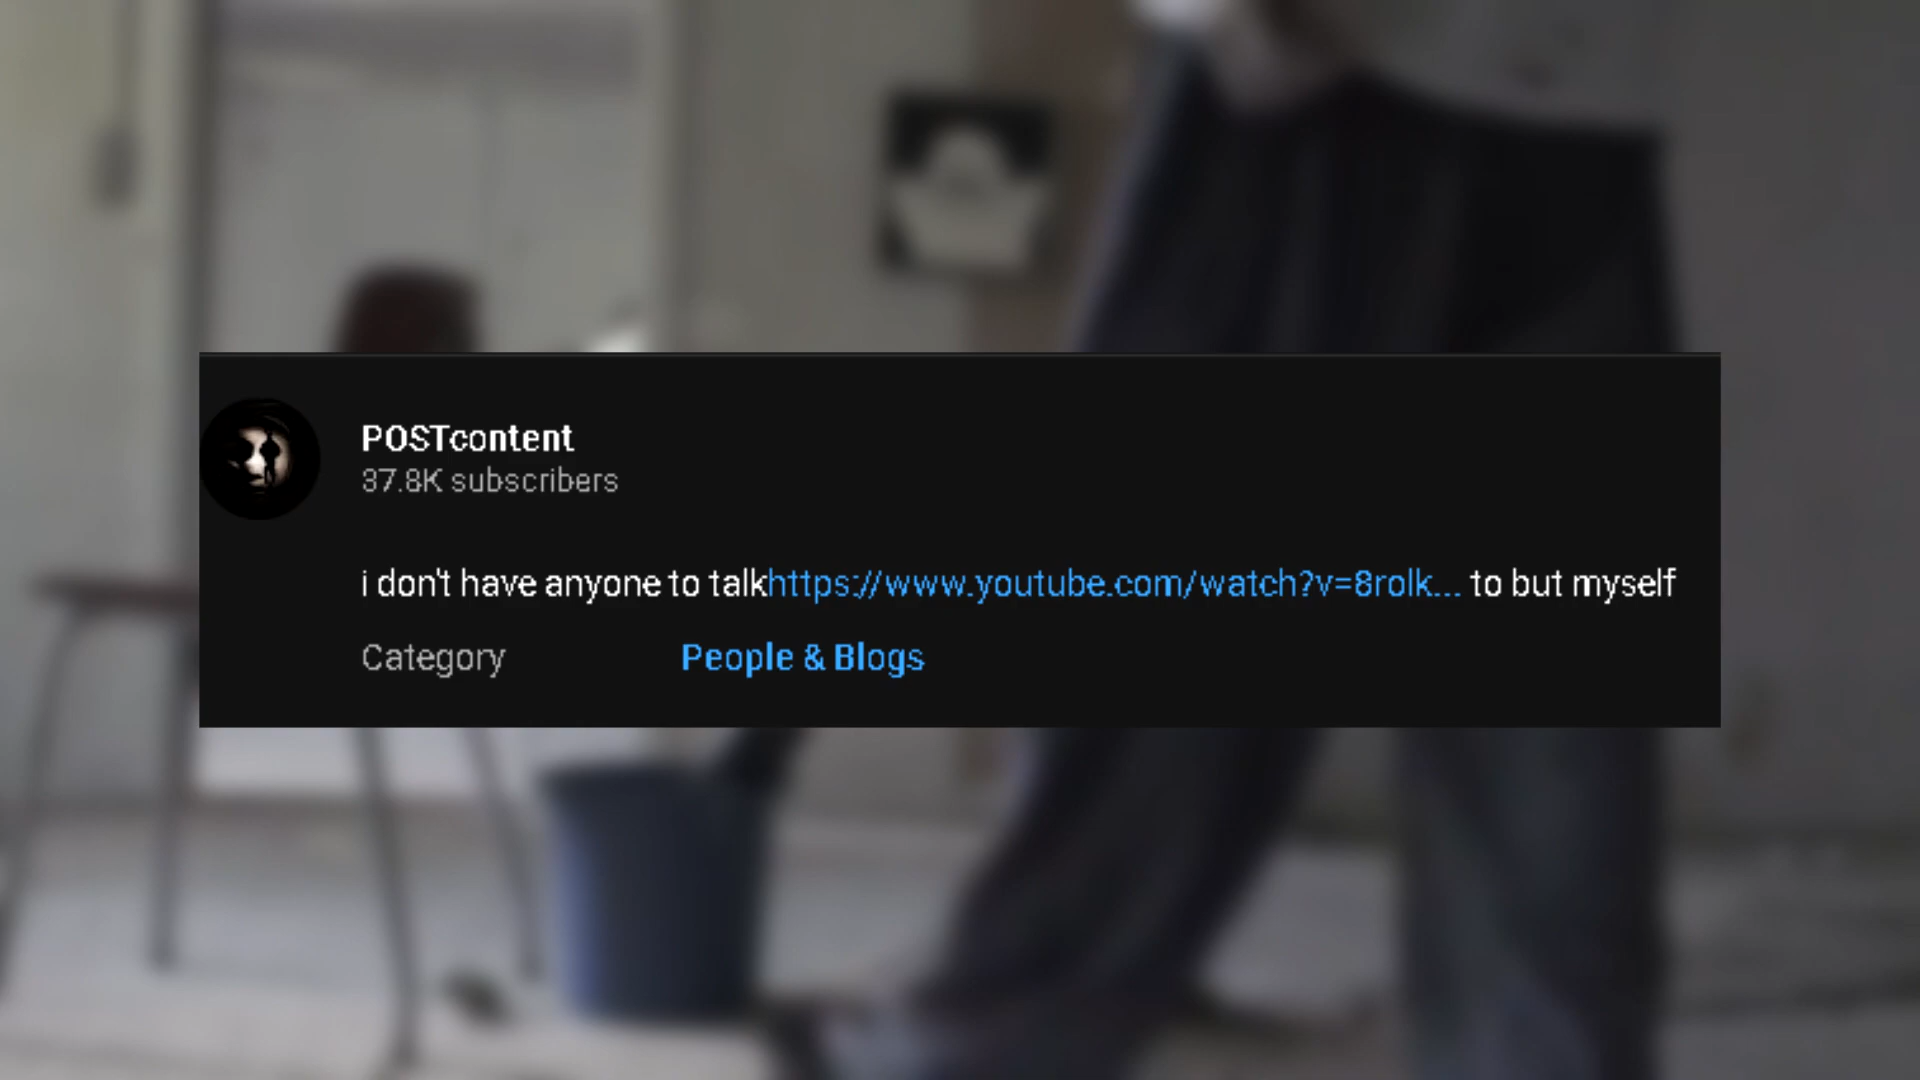 POSTcontent
37.8K subscribers
i don't have anyone to talkhttps://www.youtube.com/watch?v=8rolk... to but myself
Category People & Blogs